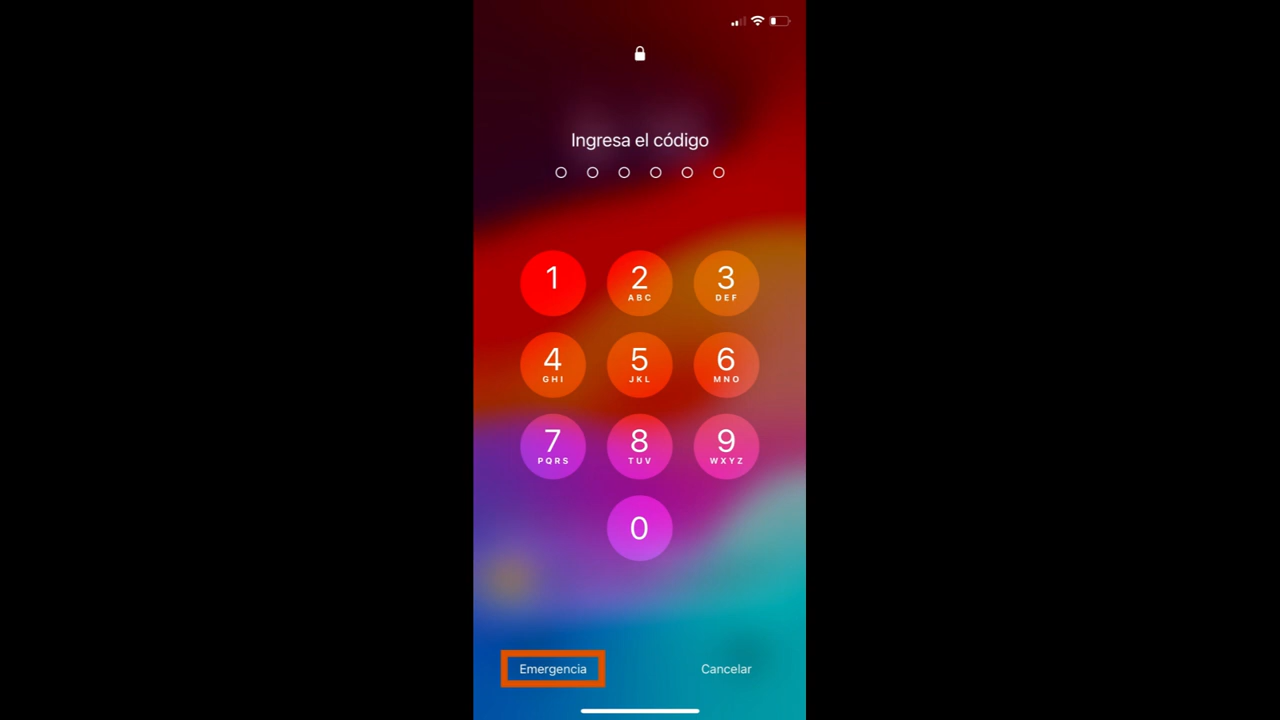 Ingresa el código
1
2
ABC
3
DEF
4
GHI
5
JKL
6
MNO
7
PQRS
8
TUV
9
WXYZ
0
Emergencia
Cancelar